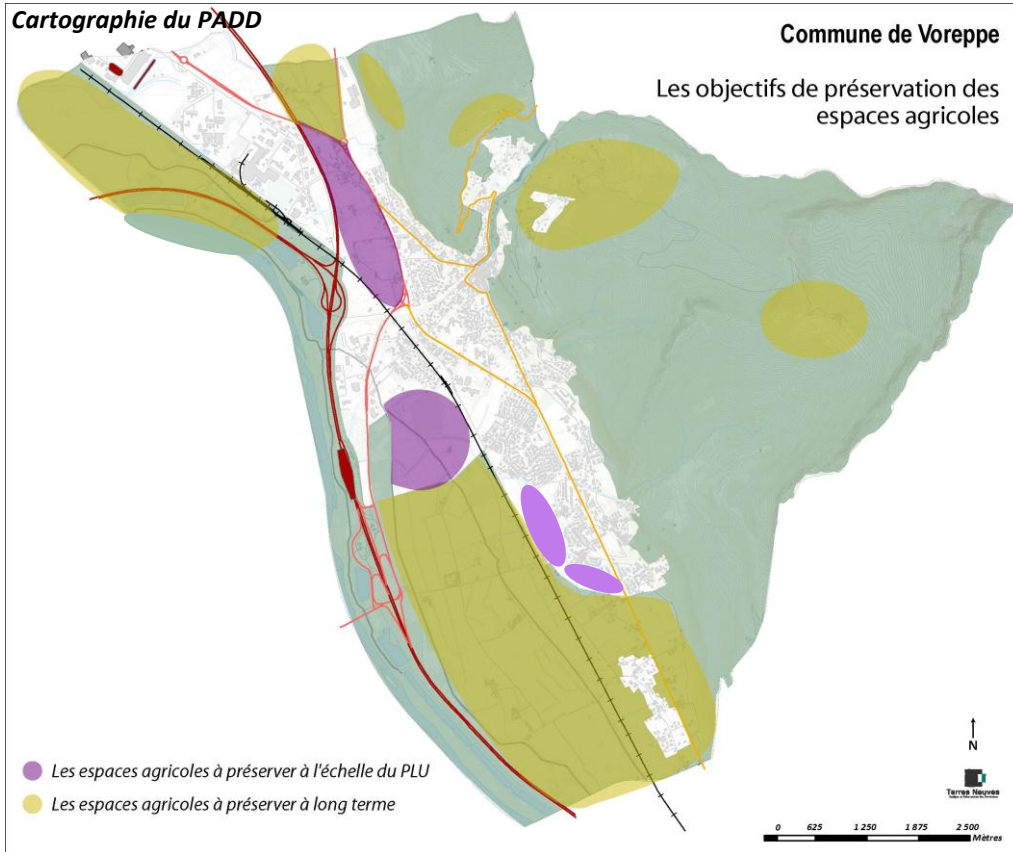 Cartographie du PADD
Commune de Voreppe
Les objectifs de préservation des
espaces agricoles
Les espaces agricoles à préserver à l'échelle du PLU
Les espaces agricoles à préserver à long terme
N
Terres Neuves
0 625 1 250 1 875 2 500
Mètres